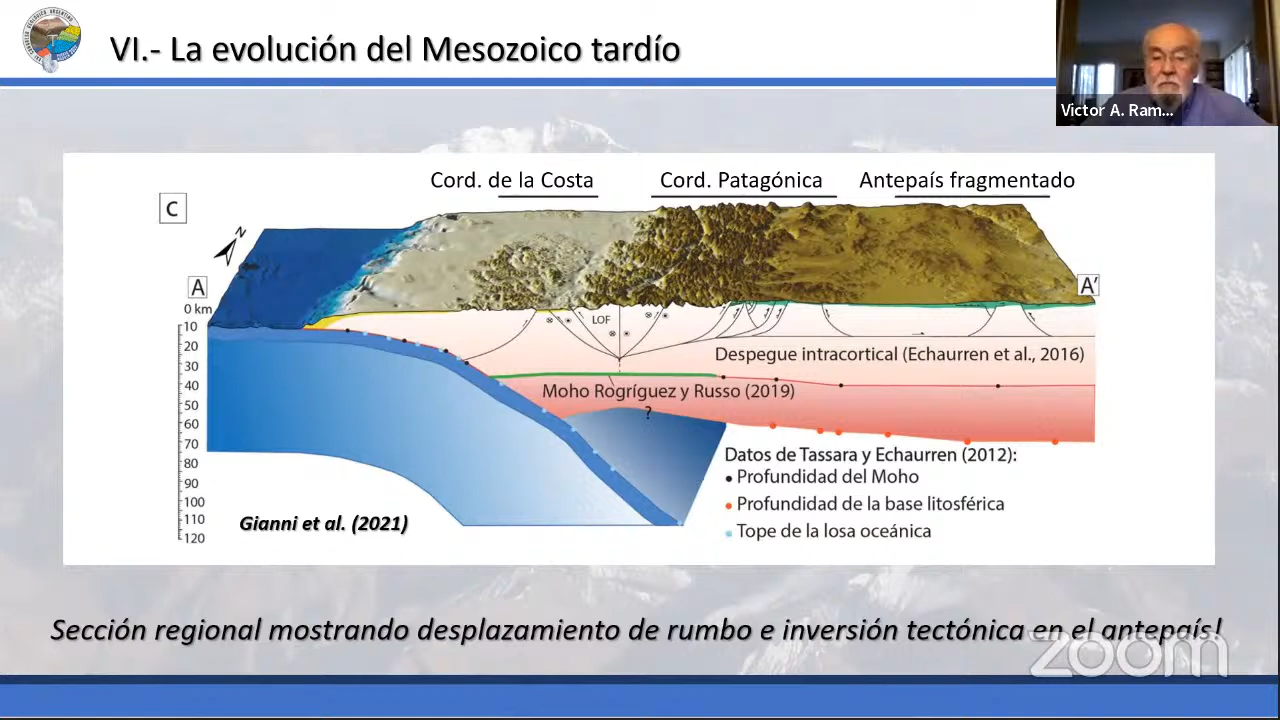 VI.- La evolución del Mesozoico tardío
Victor A. Ram...
Cord. de la Costa
Cord. Patagónica
Antepaís fragmentado
C
N
A
A'
0 km
10
20
30
40
50
60
70
80
90
100
110
120
LOF
Despegue intracortical (Echaurren et al., 2016)
Moho Rogríguez y Russo (2019)
?
Datos de Tassara y Echaurren (2012):
Profundidad del Moho
Profundidad de la base litosférica
Tope de la losa oceánica
Gianni et al. (2021)
Sección regional mostrando desplazamiento de rumbo e inversión tectónica en el antepaís!
zoom